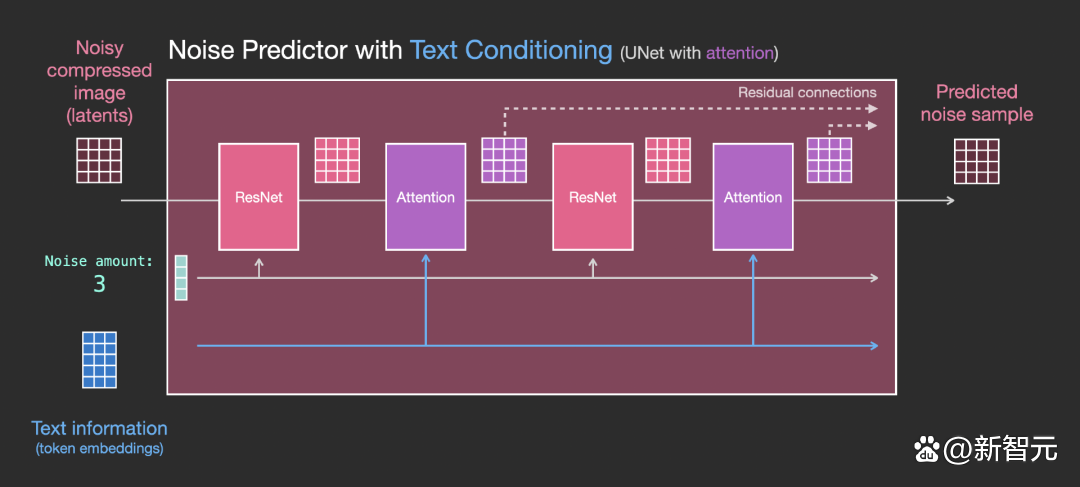 Noise Predictor with Text Conditioning (UNet with attention)
Noisy
compressed
image
(latents)
Residual connections
Predicted
noise sample
ResNet
Attention
ResNet
Attention
Noise amount:
3
Text information
(token embeddings)
du @新智元